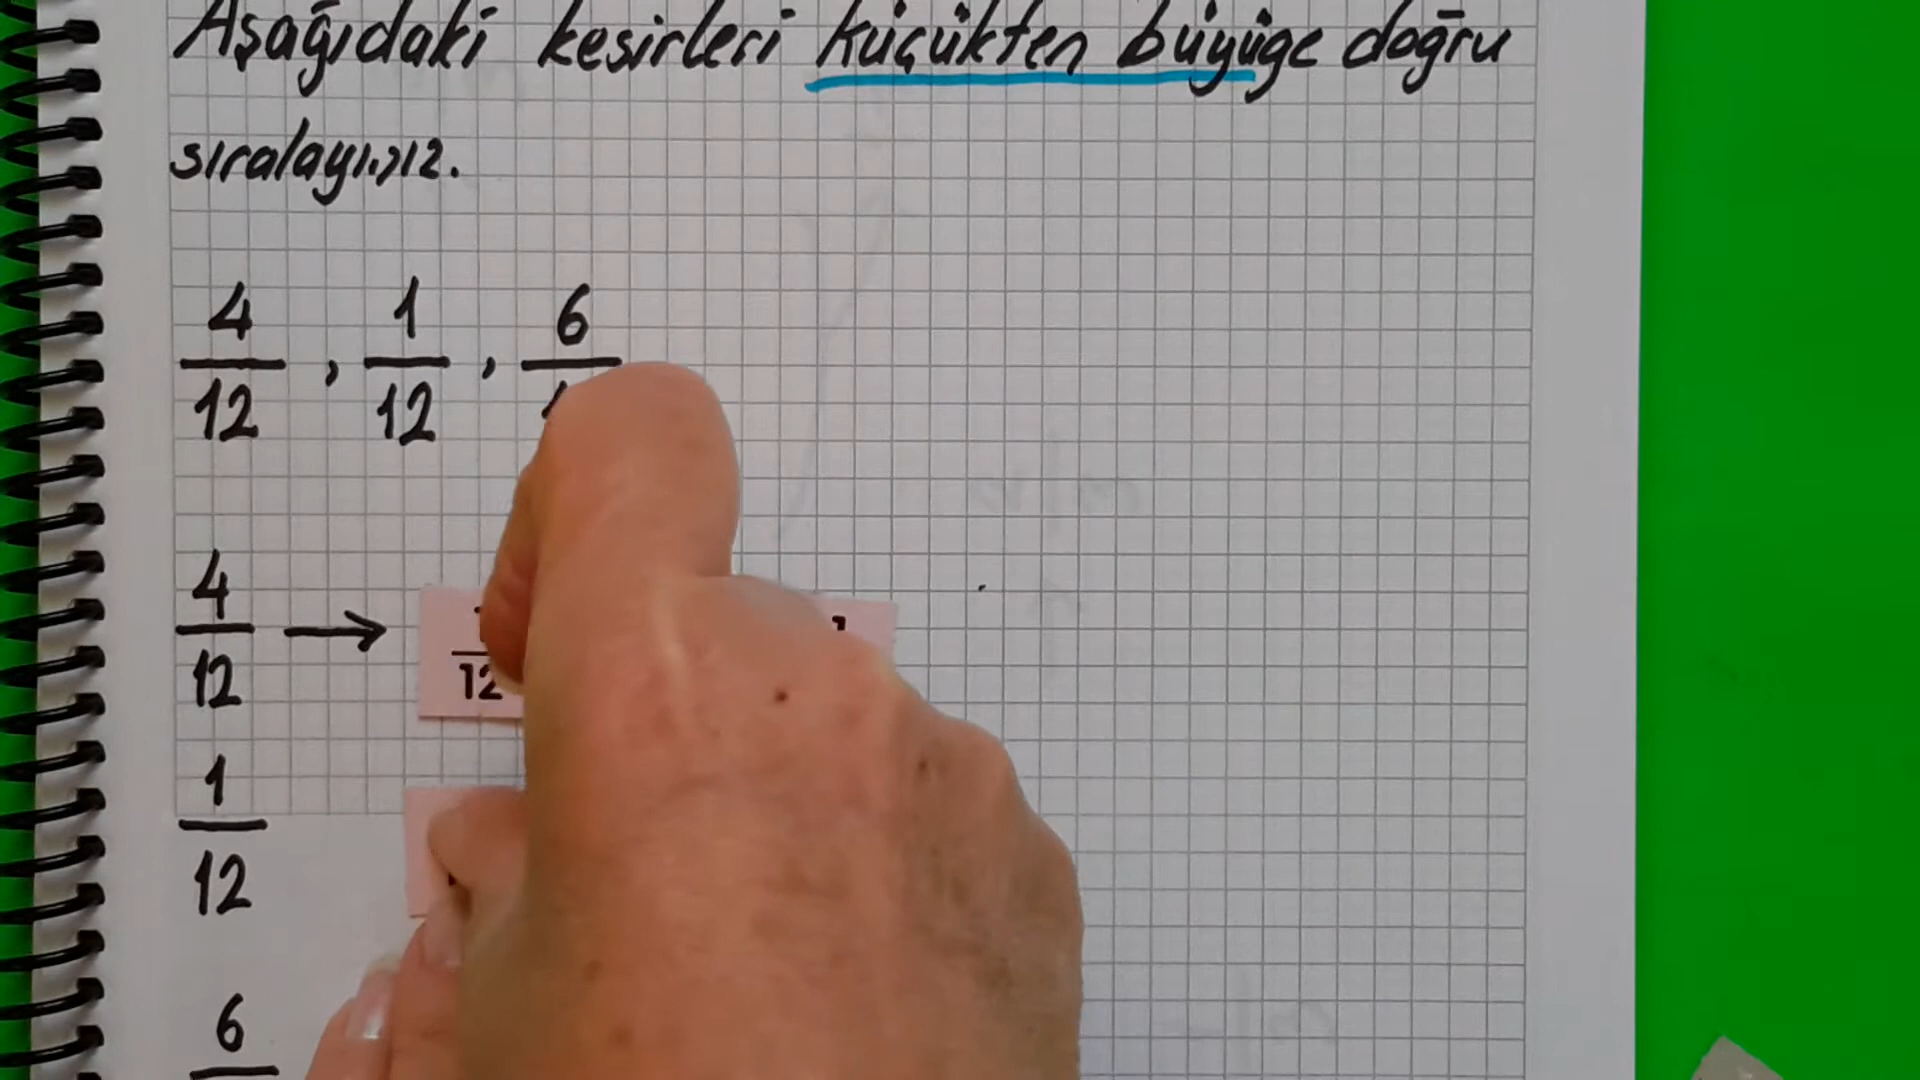 Aşağıdaki kesirleri küçükten büyüğe doğru
sıralayınız.
4 1 6
12 , 12 ,
4
12 →
12
1
12
6